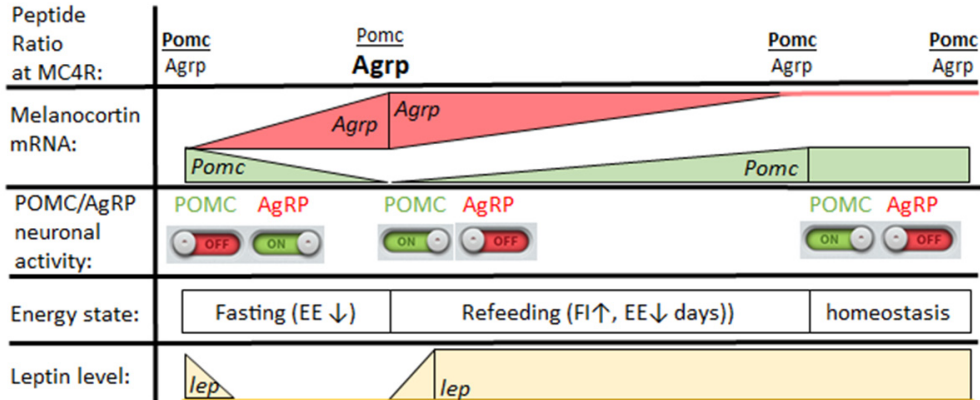 Peptide
Ratio
at MC4R:
Pomc
Agrp
Pomc
Agrp
Pomc
Agrp
Pomc
Agrp
Melanocortin
mRNA:
Agrp
Agrp
Pomc
Pomc
POMC/AgRP
neuronal
activity:
POMC AgRP
OFF ON
POMC AgRP
ON OFF
POMC AgRP
ON OFF
Energy state:
Fasting (EE ↓)
Refeeding (FI↑, EE↓ days))
homeostasis
Leptin level:
lep
lep